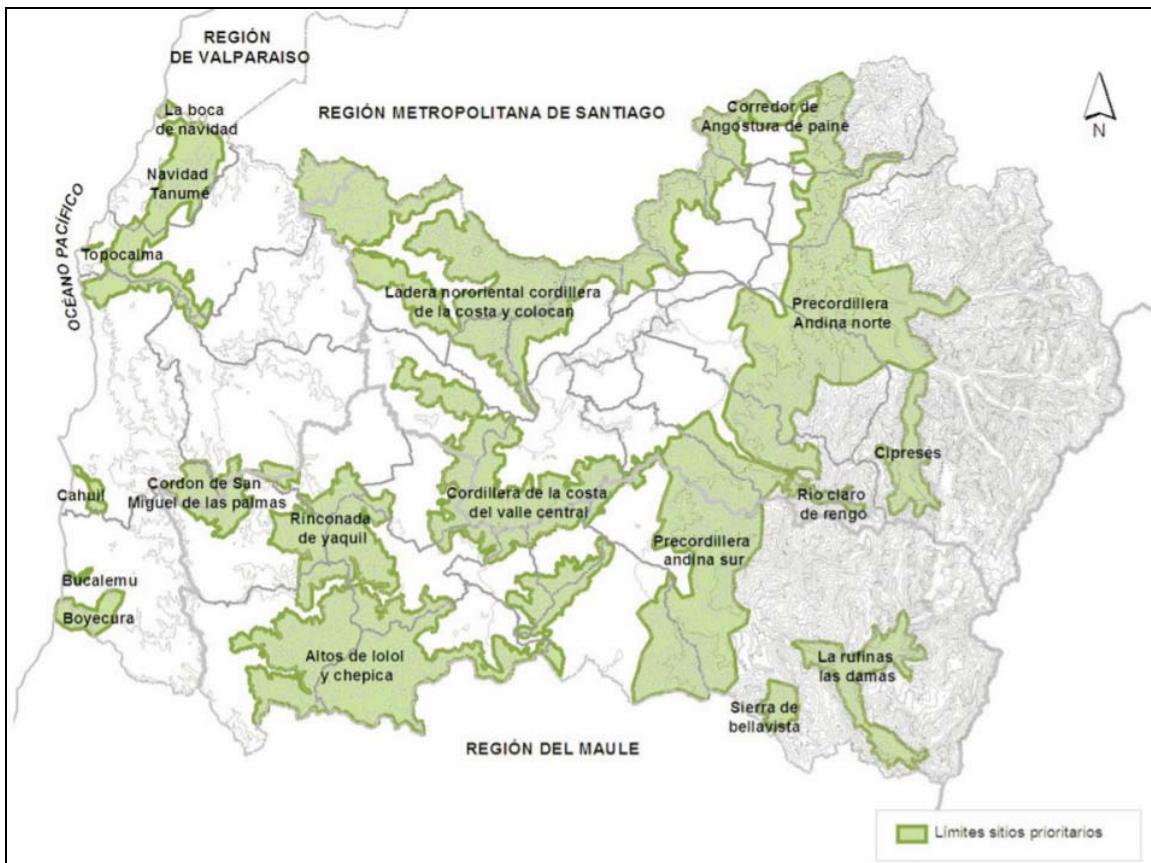 REGIÓN
DE VALPARAISO
REGIÓN METROPOLITANA DE SANTIAGO
La boca
de navidad
Corredor de
Angostura de paine
N
Navidad
Tanumé
OCÉANO PACÍFICO
Topocalma
Ladera nororiental cordillera
de la costa y colocan
Precordillera
Andina norte
Cipreses
Cahuil
Cordon de San
Miguel de las palmas
Cordillera de la costa
del valle central
Rio claro
de rengo
Rinconada
de yaquil
Precordillera
andina sur
Bucalemu
Boyecura
Altos de lolol
y chepica
La rufinas
las damas
Sierra de
bellavista
REGIÓN DEL MAULE
Límites sitios prioritarios